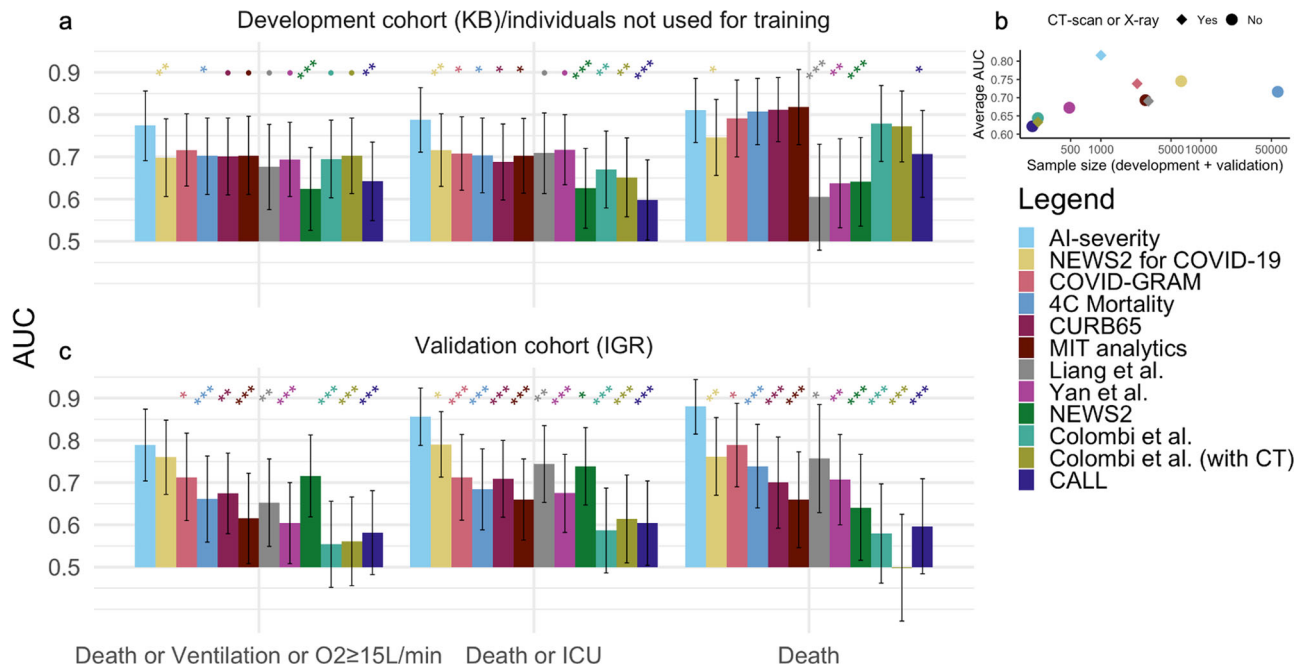 a
Development cohort (KB)/individuals not used for training
0.9
0.8
0.7
0.6
0.5
b
CT-scan or X-ray
Yes
No
Average AUC
0.80
0.75
0.70
0.65
0.60
500
1000
5000
10000
50000
Sample size (development + validation)
Legend
AI-severity
NEWS2 for COVID-19
COVID-GRAM
4C Mortality
CURB65
MIT analytics
Liang et al.
Yan et al.
NEWS2
Colombi et al.
Colombi et al. (with CT)
CALL
AUC
c
Validation cohort (IGR)
0.9
0.8
0.7
0.6
0.5
Death or Ventilation or O2≥15L/min
Death or ICU
Death